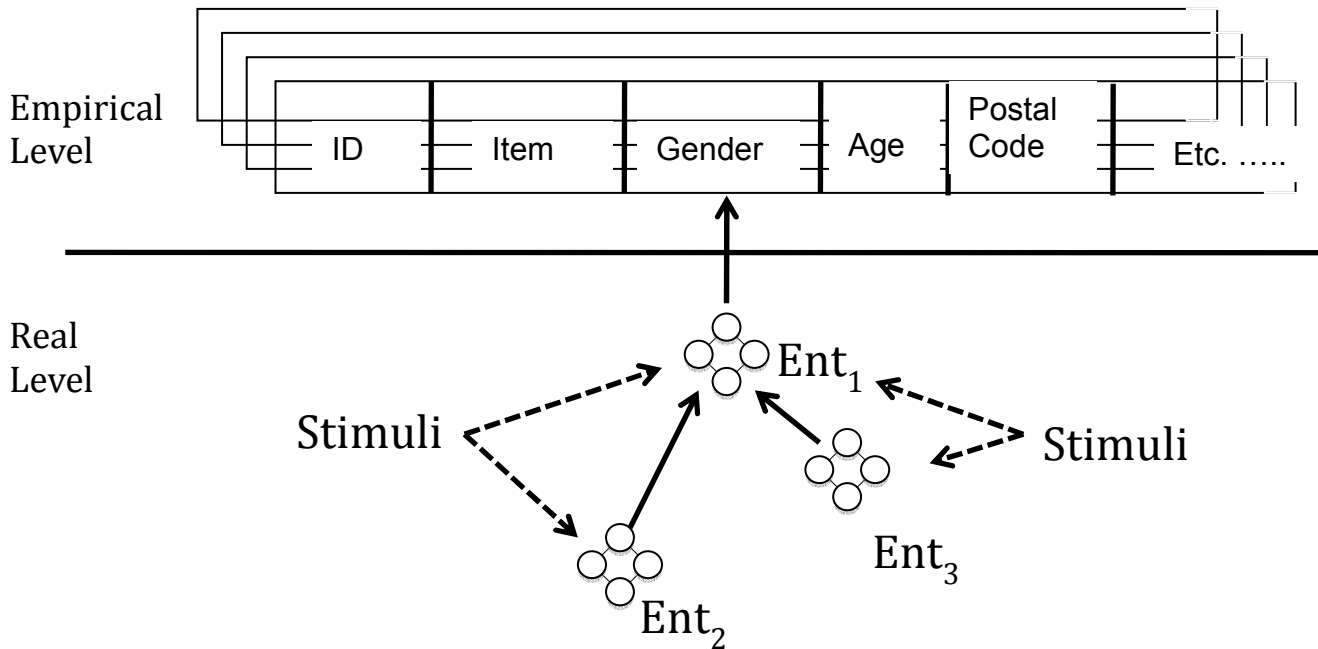 Empirical
Level
ID
Item
Gender
Age
Postal
Code
Etc. .....
Real
Level
Ent₁
Stimuli
Stimuli
Ent₃
Ent₂